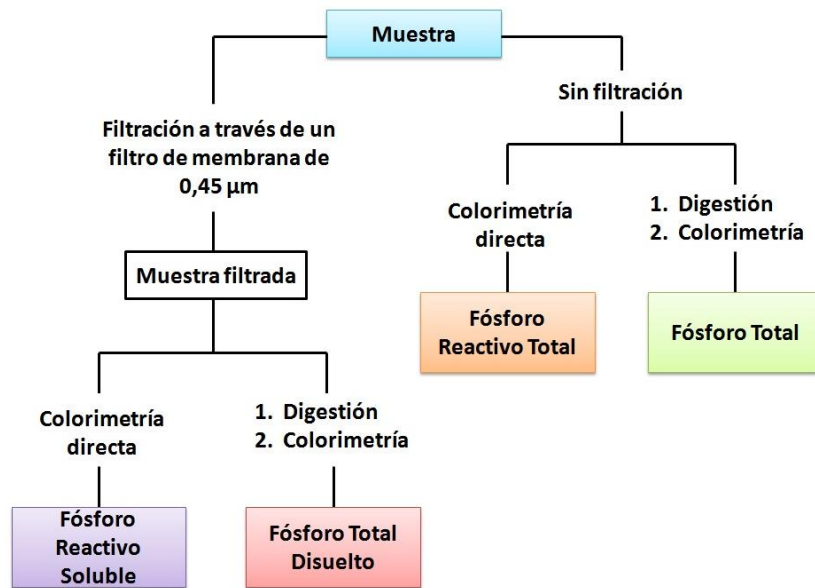 Muestra
Filtración a través de un
filtro de membrana de
0,45 µm
Muestra filtrada
Colorimetría
directa
1. Digestión
2. Colorimetría
Fósforo
Reactivo
Soluble
Fósforo Total
Disuelto
Sin filtración
Colorimetría
directa
1. Digestión
2. Colorimetría
Fósforo
Reactivo Total
Fósforo Total